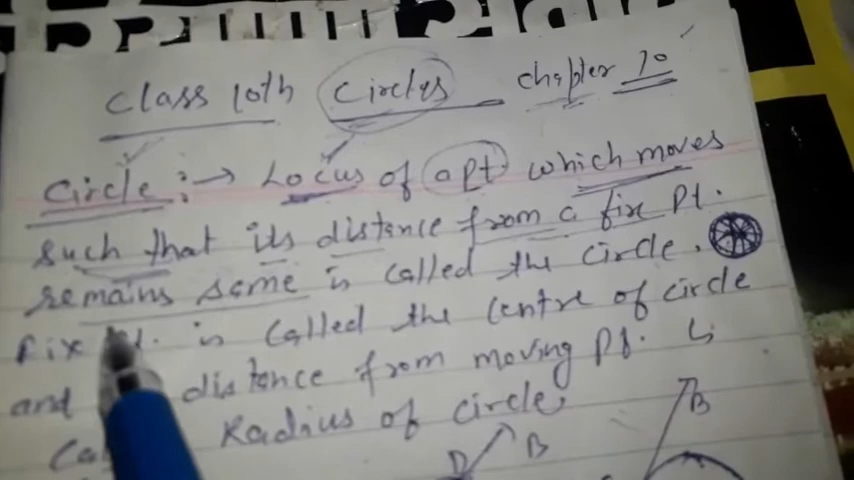 Class 10th Circles chapter 10
Circle :→ Locus of a pt which moves
such that its distance from a fix Pt.
remains same is called the circle.
Fix Pt. is called the centre of circle
and distance from moving Pt. is
Radius of circle.
D B
B